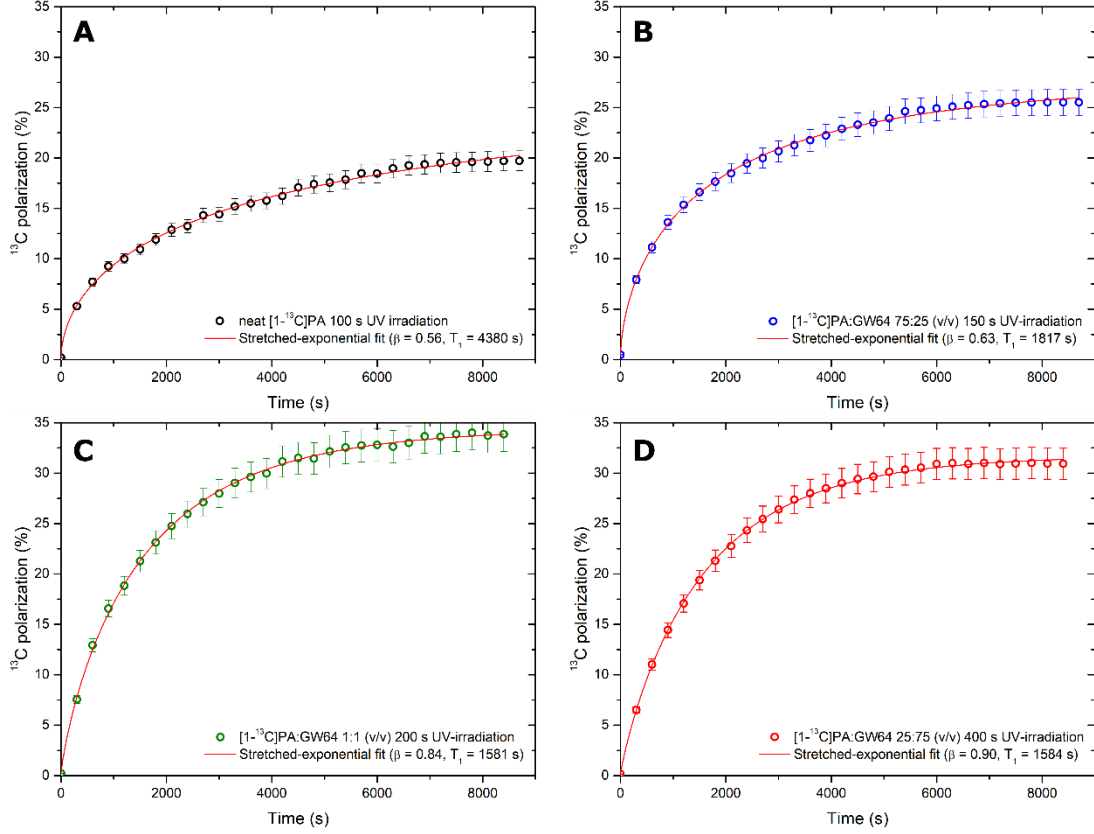 A
35
30
25
20
15
10
5
0
¹³C polarization (%)
neat [1-¹³C]PA 100 s UV irradiation
Stretched-exponential fit (β = 0.56, T₁ = 4380 s)
0 2000 4000 6000 8000
Time (s)
B
35
30
25
20
15
10
5
0
¹³C polarization (%)
[1-¹³C]PA:GW64 75:25 (v/v) 150 s UV-irradiation
Stretched-exponential fit (β = 0.63, T₁ = 1817 s)
0 2000 4000 6000 8000
Time (s)
C
35
30
25
20
15
10
5
0
¹³C polarization (%)
[1-¹³C]PA:GW64 1:1 (v/v) 200 s UV-irradiation
Stretched-exponential fit (β = 0.84, T₁ = 1581 s)
0 2000 4000 6000 8000
Time (s)
D
35
30
25
20
15
10
5
0
¹³C polarization (%)
[1-¹³C]PA:GW64 25:75 (v/v) 400 s UV-irradiation
Stretched-exponential fit (β = 0.90, T₁ = 1584 s)
0 2000 4000 6000 8000
Time (s)